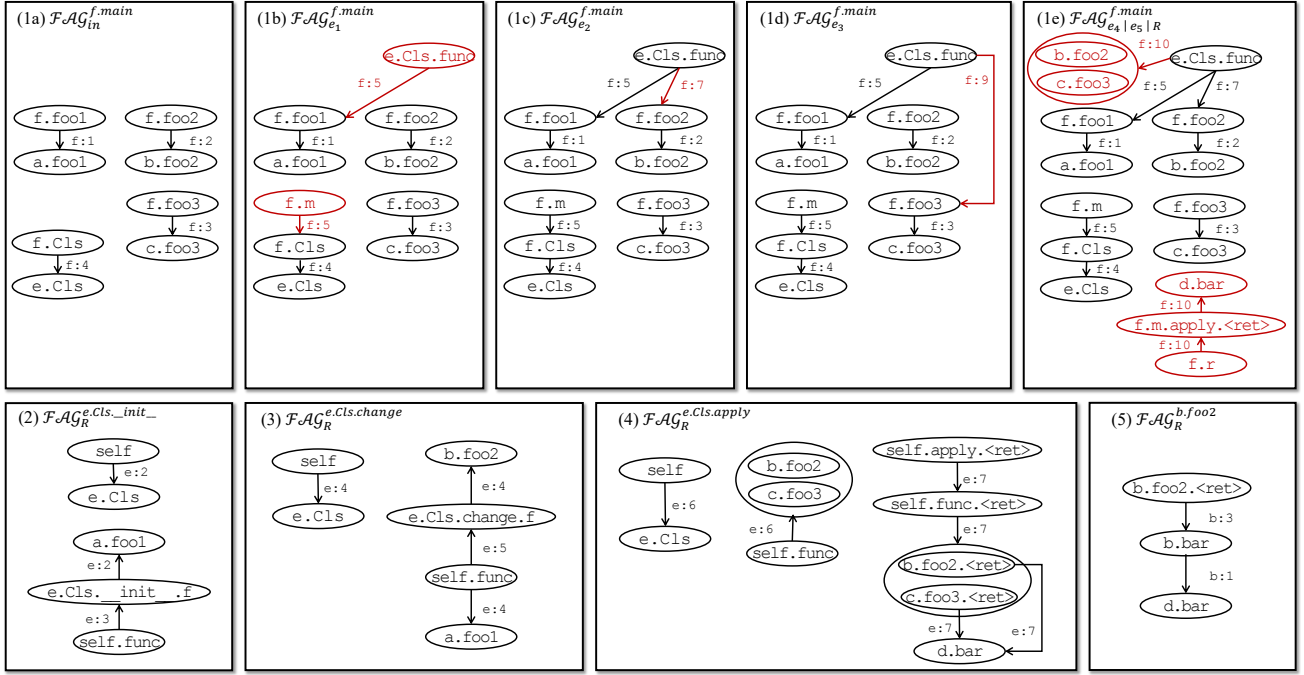 (1a) FAG_in^f.main
f.foo1
f:1
a.foo1
f.foo2
f:2
b.foo2
f.foo3
f:3
c.foo3
f.Cls
f:4
e.Cls
(1b) FAG_e1^f.main
e.Cls.func
f:5
f.foo1
f:1
a.foo1
f.foo2
f:2
b.foo2
f.m
f:5
f.Cls
f:4
e.Cls
f.foo3
f:3
c.foo3
(1c) FAG_e2^f.main
e.Cls.func
f:5
f:7
f.foo1
f:1
a.foo1
f.foo2
f:2
b.foo2
f.m
f:5
f.Cls
f:4
e.Cls
f.foo3
f:3
c.foo3
(1d) FAG_e3^f.main
e.Cls.func
f:5
f:9
f.foo1
f:1
a.foo1
f.foo2
f:2
b.foo2
f.m
f:5
f.Cls
f:4
e.Cls
f.foo3
f:3
c.foo3
(1e) FAG_e4|e5|R^f.main
b.foo2
c.foo3
f:10
e.Cls.func
f:5
f:7
f.foo1
f:1
a.foo1
f.foo2
f:2
b.foo2
f.m
f:5
f.Cls
f:4
e.Cls
f.foo3
f:3
c.foo3
d.bar
f:10
f.m.apply.<ret>
f:10
f.r
(2) FAG_R^e.Cls._init_
self
e:2
e.Cls
a.foo1
e:2
e.Cls.__init__.f
e:3
self.func
(3) FAG_R^e.Cls.change
self
e:4
e.Cls
b.foo2
e:4
e.Cls.change.f
e:5
self.func
e:4
a.foo1
(4) FAG_R^e.Cls.apply
self
e:6
e.Cls
b.foo2
c.foo3
e:6
self.func
self.apply.<ret>
e:7
self.func.<ret>
e:7
b.foo2.<ret>
c.foo3.<ret>
e:7
e:7
d.bar
(5) FAG_R^b.foo2
b.foo2.<ret>
b:3
b.bar
b:1
d.bar